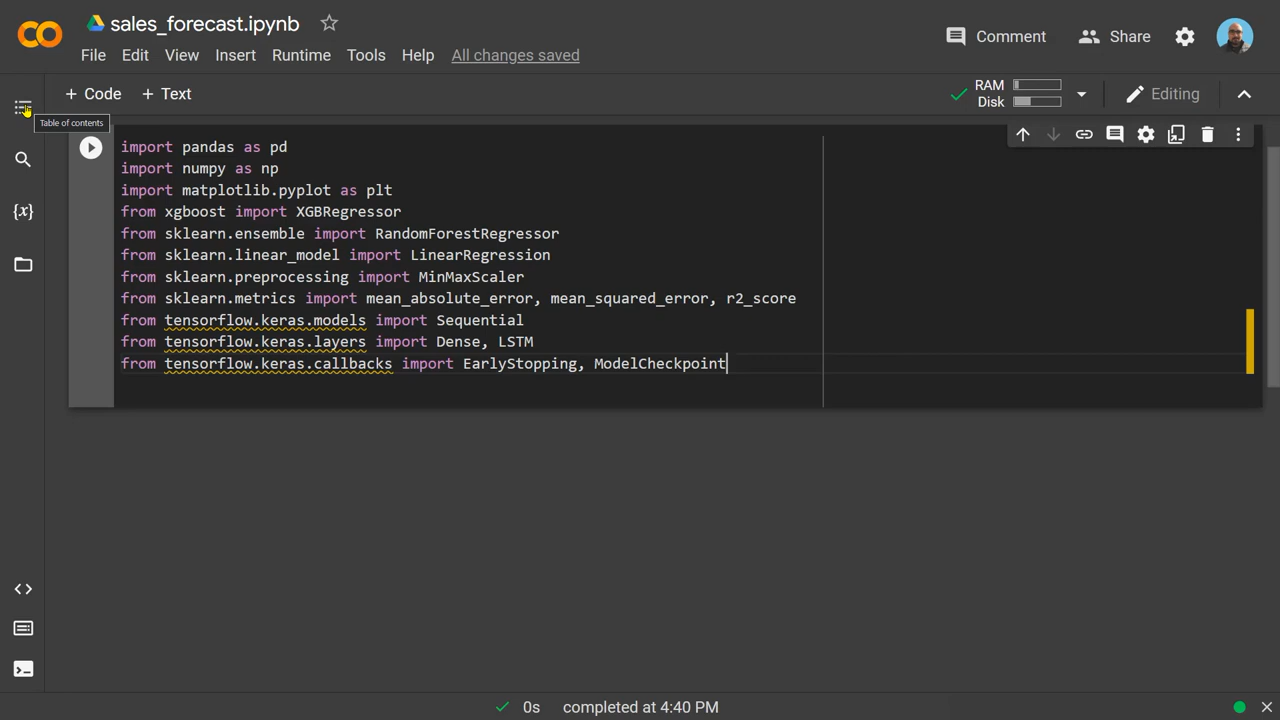 sales_forecast.ipynb
File Edit View Insert Runtime Tools Help All changes saved
Comment
Share
+ Code + Text
RAM
Disk
Editing
Table of contents
{x}
import pandas as pd
import numpy as np
import matplotlib.pyplot as plt
from xgboost import XGBRegressor
from sklearn.ensemble import RandomForestRegressor
from sklearn.linear_model import LinearRegression
from sklearn.preprocessing import MinMaxScaler
from sklearn.metrics import mean_absolute_error, mean_squared_error, r2_score
from tensorflow.keras.models import Sequential
from tensorflow.keras.layers import Dense, LSTM
from tensorflow.keras.callbacks import EarlyStopping, ModelCheckpoint
0s completed at 4:40 PM